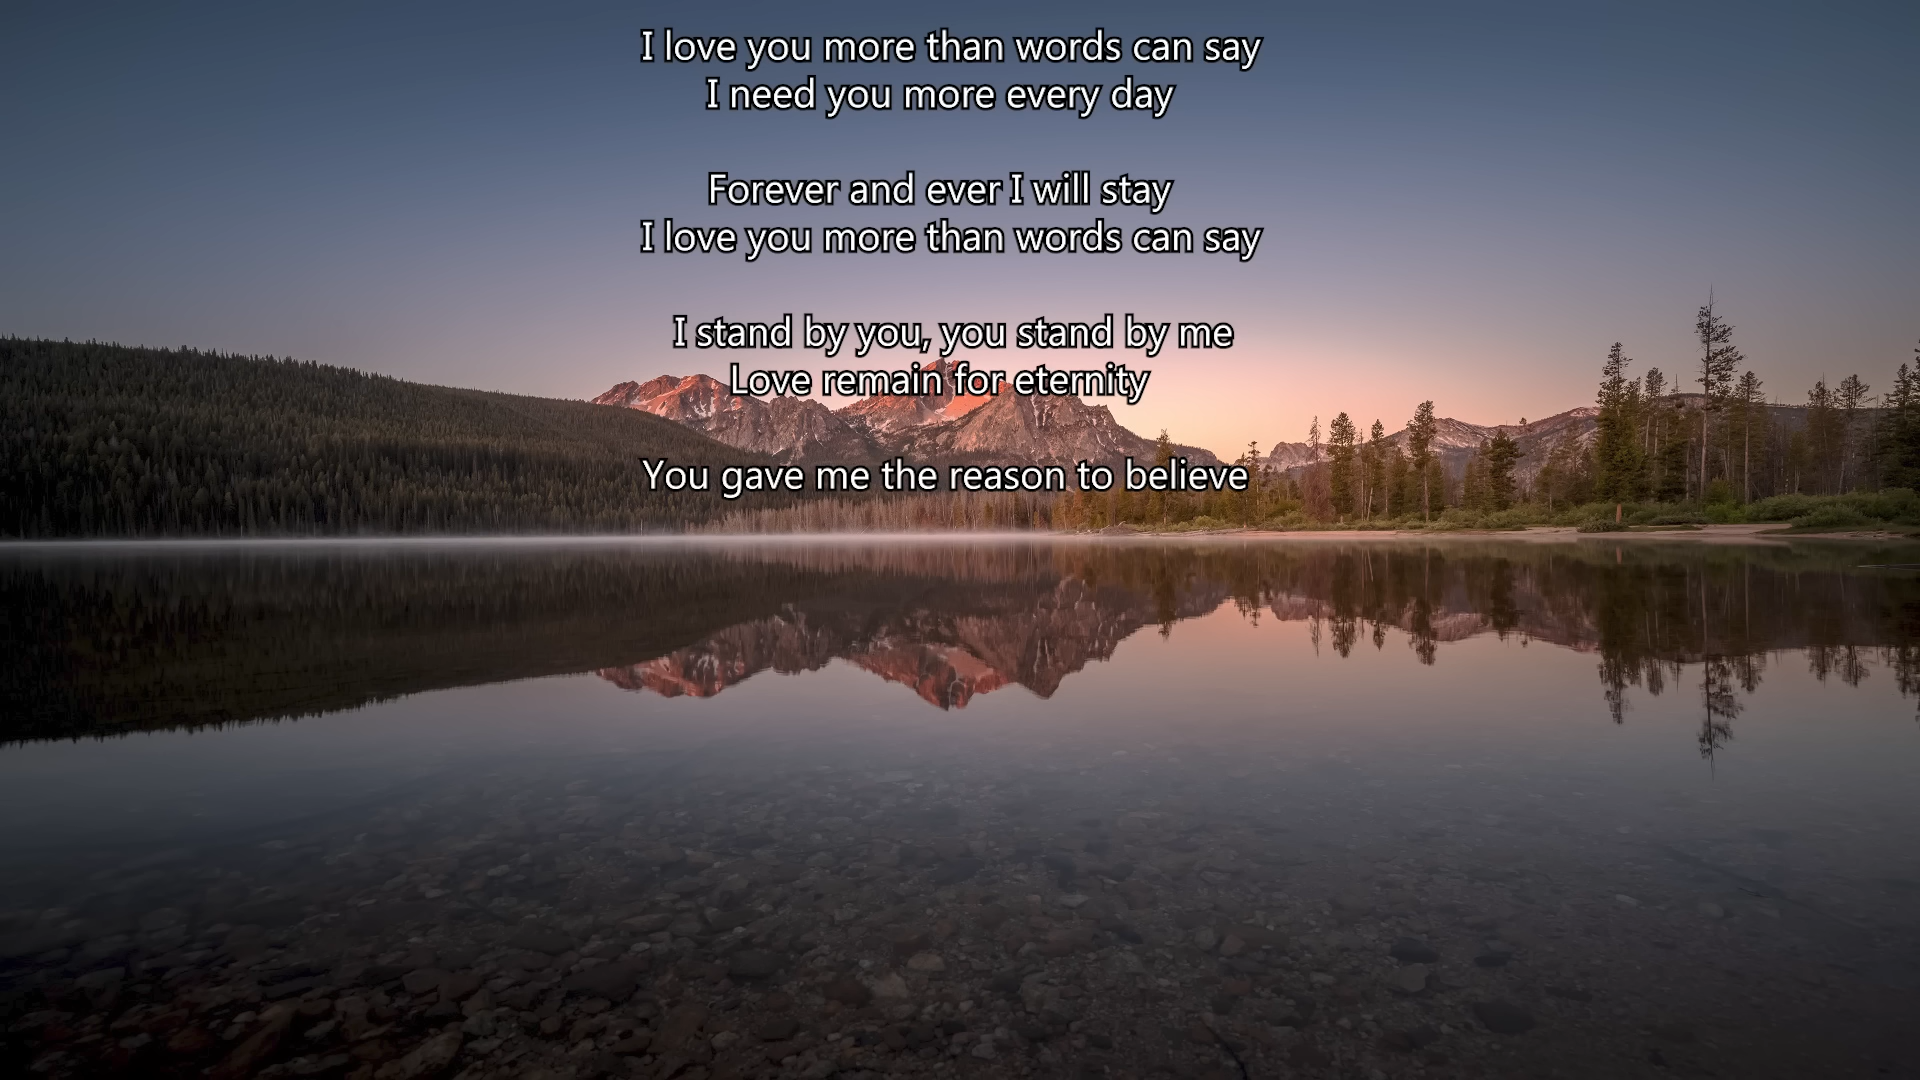 I love you more than words can say
I need you more every day
Forever and ever I will stay
I love you more than words can say
I stand by you, you stand by me
Love remain for eternity
You gave me the reason to believe